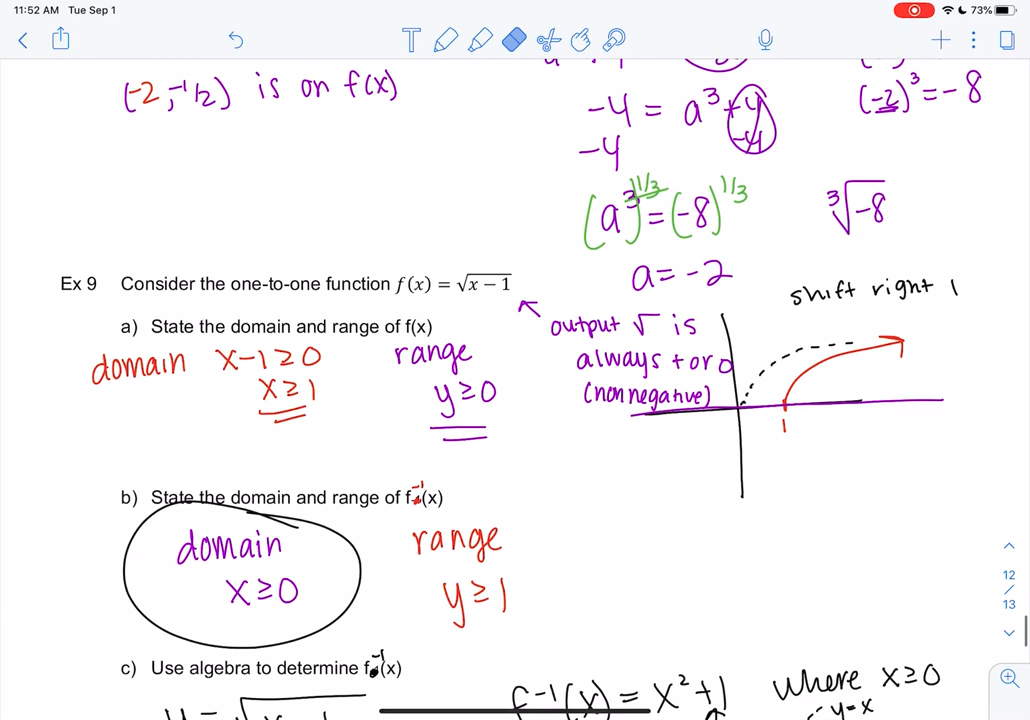 11:52 AM Tue Sep 1
73%
(-2, -1/2) is on f(x)
-4 = a³ + 4
-4 -4
(-2)³ = -8
(a³)^1/3 = (-8)^1/3
∛-8
a = -2
Ex 9 Consider the one-to-one function f(x) = √x − 1
shift right 1
a) State the domain and range of f(x)
domain x-1 ≥ 0
x ≥ 1
range
y ≥ 0
output √ is
always + or 0
(nonnegative)
1
b) State the domain and range of f⁻¹(x)
domain
x ≥ 0
range
y ≥ 1
12
/
13
c) Use algebra to determine f⁻¹(x)
f⁻¹(x) = x² + 1
where x ≥ 0
y=x